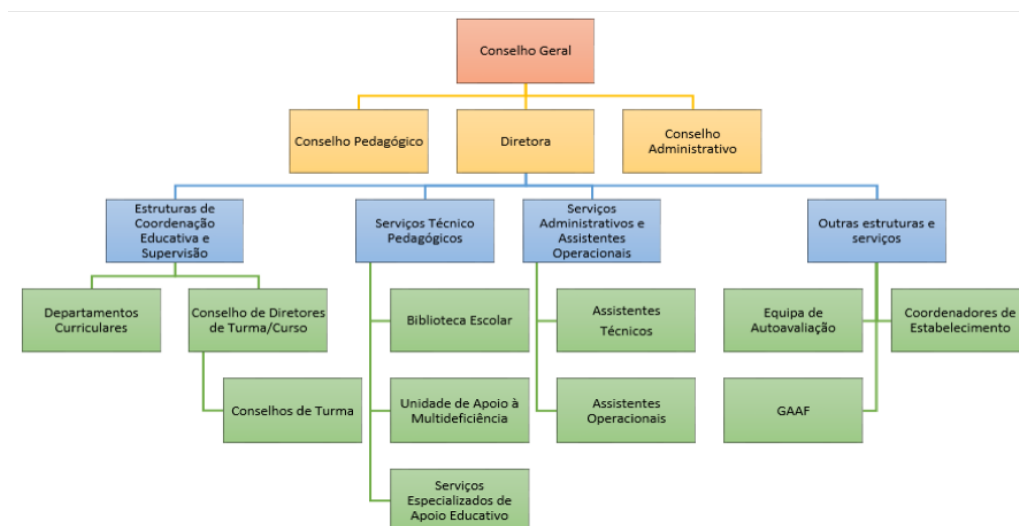 Conselho Geral
Conselho Pedagógico
Diretora
Conselho
Administrativo
Estruturas de
Coordenação
Educativa e
Supervisão
Serviços Técnico
Pedagógicos
Serviços
Administrativos e
Assistentes
Operacionais
Outras estruturas e
serviços
Departamentos
Curriculares
Conselho de Diretores
de Turma/Curso
Biblioteca Escolar
Assistentes
Técnicos
Equipa de
Autoavaliação
Coordenadores de
Estabelecimento
Conselhos de Turma
Unidade de Apoio à
Multideficiência
Assistentes
Operacionais
GAAF
Serviços
Especializados de
Apoio Educativo